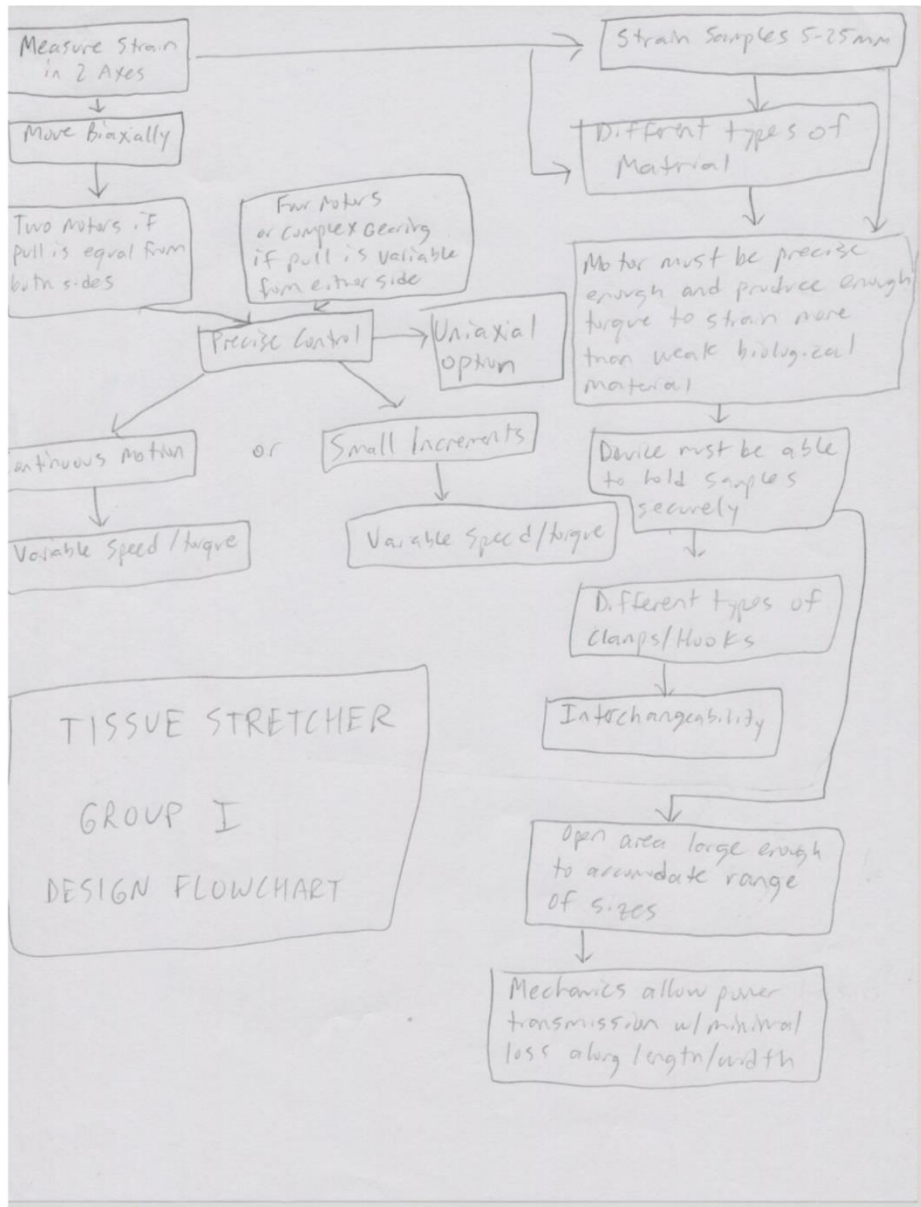 Measure Strain
in 2 Axes
Move Biaxially
Two Motors if
pull is equal from
both sides
Four Motors
or complex Gearing
if pull is variable
from either side
Precise Control
Uniaxial
option
ontinuous motion
or
Small Increments
Variable Speed/torque
Variable Speed/torque
Strain Samples 5-25mm
Different types of
Material
Motor must be precise
enough and produce enough
torque to strain more
than weak biological
material
Device must be able
to hold samples
securely
Different types of
Clamps/Hooks
Interchangeability
Open area large enough
to accumodate range
of sizes
Mechanics allow power
transmission w/minimal
loss along length/width
TISSUE STRETCHER
GROUP I
DESIGN FLOWCHART